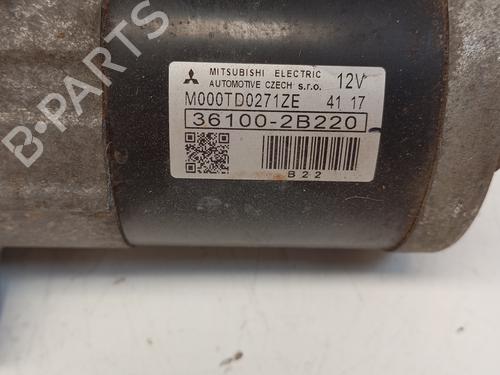 MITSUBISHI ELECTRIC
AUTOMOTIVE CZECH s.r.o. 12V
M000TD0271ZE 41 17
36100-2B220
B22
B PARTS